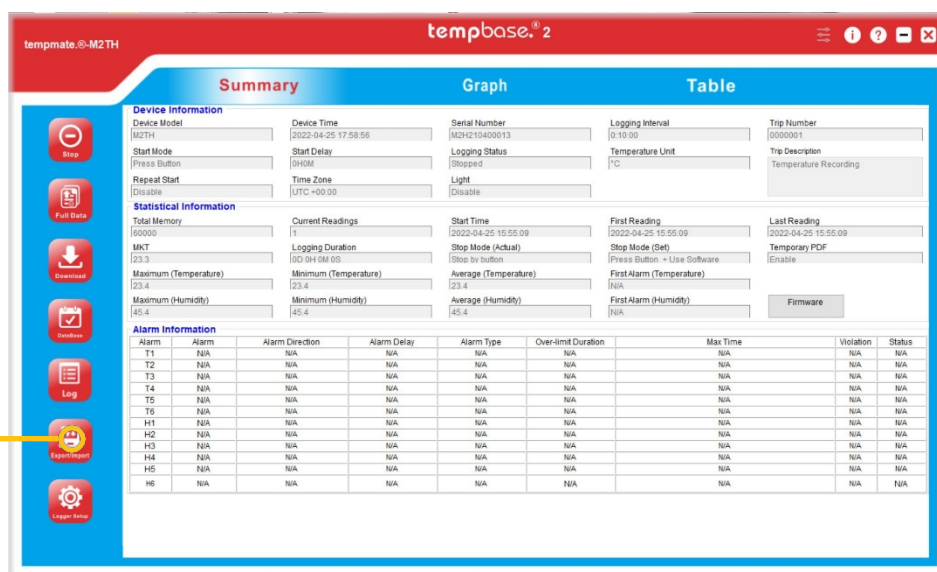 tempmate.®-M2TH
tempbase.® 2
Summary Graph Table
Device Information
Device Model Device Time Serial Number Logging Interval Trip Number
M2TH 2022-04-25 17:58:56 M2H210400013 0:10:00 0000001
Start Mode Start Delay Logging Status Temperature Unit Trip Description
Press Button 0H0M Stopped °C Temperature Recording
Repeat Start Time Zone Light
Disable UTC +00:00 Disable
Statistical Information
Total Memory Current Readings Start Time First Reading Last Reading
60000 1 2022-04-25 15:55:09 2022-04-25 15:55:09 2022-04-25 15:55:09
MKT Logging Duration Stop Mode (Actual) Stop Mode (Set) Temporary PDF
23.3 0D 0H 0M 0S Stop by button Press Button + Use Software Enable
Maximum (Temperature) Minimum (Temperature) Average (Temperature) First Alarm (Temperature)
23.4 23.4 23.4 N/A
Maximum (Humidity) Minimum (Humidity) Average (Humidity) First Alarm (Humidity) Firmware
45.4 45.4 45.4 N/A
Alarm Information
Alarm Alarm Alarm Direction Alarm Delay Alarm Type Over-limit Duration Max Time Violation Status
T1 N/A N/A N/A N/A N/A N/A N/A N/A
T2 N/A N/A N/A N/A N/A N/A N/A N/A
T3 N/A N/A N/A N/A N/A N/A N/A N/A
T4 N/A N/A N/A N/A N/A N/A N/A N/A
T5 N/A N/A N/A N/A N/A N/A N/A N/A
T6 N/A N/A N/A N/A N/A N/A N/A N/A
H1 N/A N/A N/A N/A N/A N/A N/A N/A
H2 N/A N/A N/A N/A N/A N/A N/A N/A
H3 N/A N/A N/A N/A N/A N/A N/A N/A
H4 N/A N/A N/A N/A N/A N/A N/A N/A
H5 N/A N/A N/A N/A N/A N/A N/A N/A
H6 N/A N/A N/A N/A N/A N/A N/A N/A
Stop
Full Data
Download
DateBase
Log
Export/Import
Logger Setup